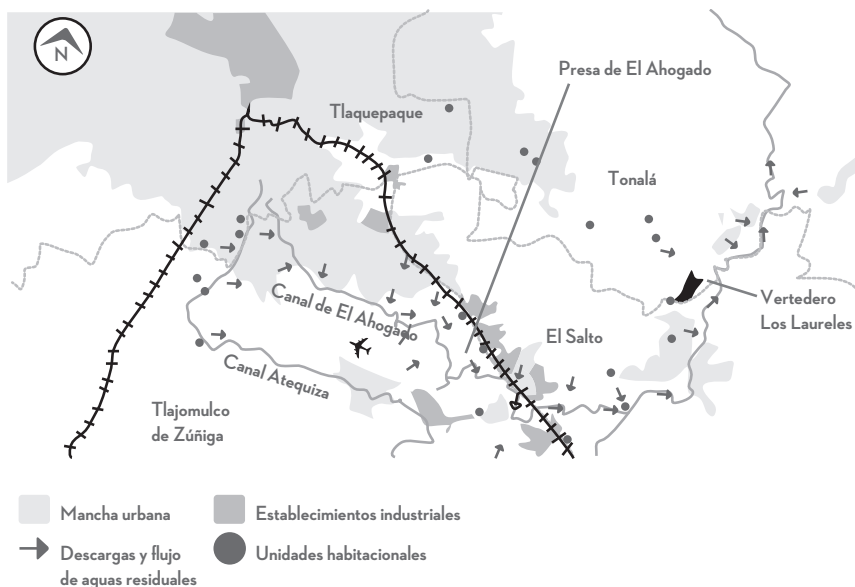 N
Presa de El Ahogado
Tlaquepaque
Tonalá
Canal de El Ahogado
Vertedero
Los Laureles
El Salto
Canal Atequiza
Tlajomulco
de Zúñiga
Mancha urbana
Establecimientos industriales
Descargas y flujo
de aguas residuales
Unidades habitacionales